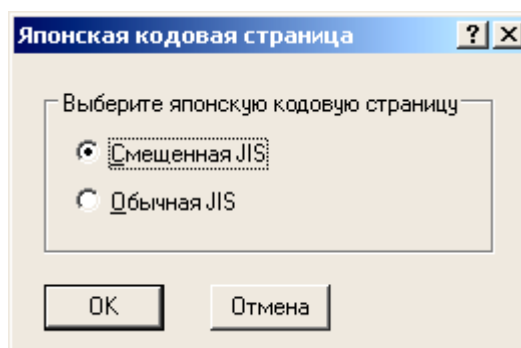 Японская кодовая страница
Выберите японскую кодовую страницу
Смещенная JIS
Обычная JIS
OK
Отмена